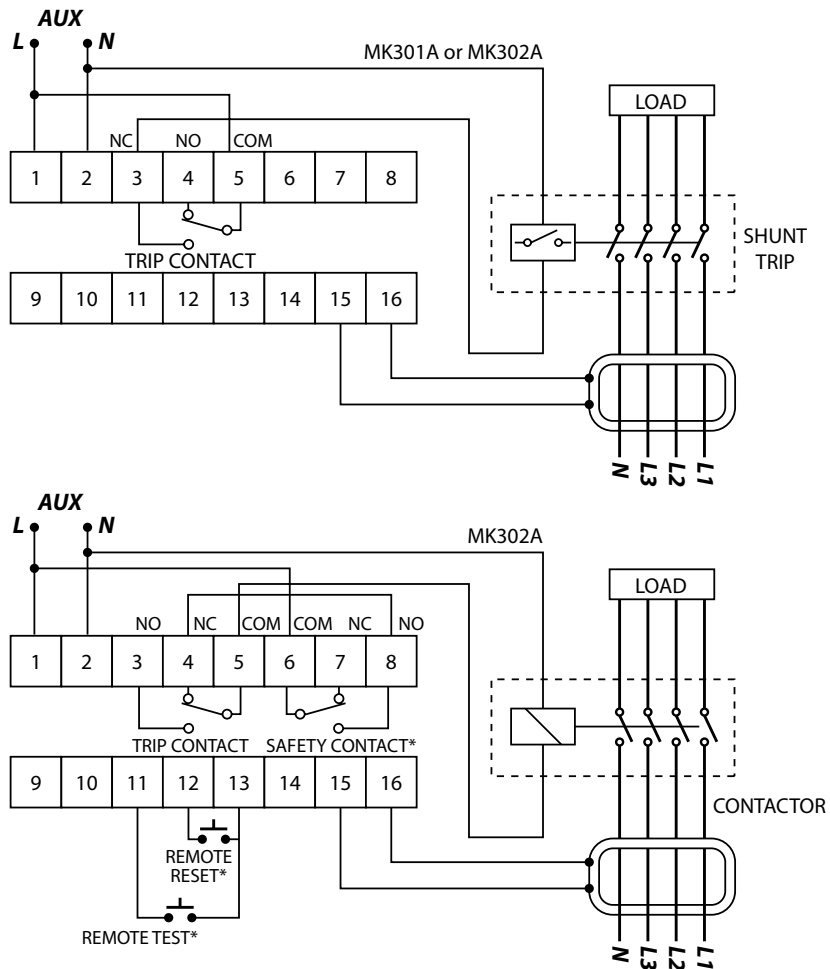 AUX
L N
MK301A or MK302A
LOAD
NC NO COM
1 2 3 4 5 6 7 8
SHUNT
TRIP
TRIP CONTACT
9 10 11 12 13 14 15 16
N L3 L2 L1
AUX
L N
MK302A
LOAD
NO NC COM COM NC NO
1 2 3 4 5 6 7 8
TRIP CONTACT SAFETY CONTACT*
9 10 11 12 13 14 15 16
CONTACTOR
REMOTE
RESET*
REMOTE TEST*
N L3 L2 L1